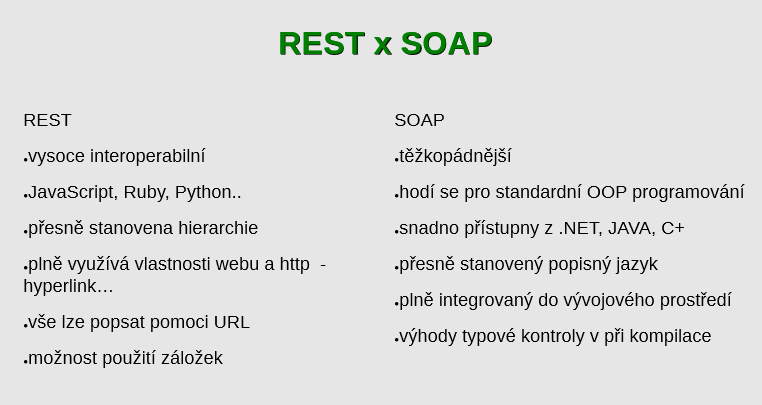 REST x SOAP
REST
•vysoce interoperabilní
•JavaScript, Ruby, Python..
•přesně stanovena hierarchie
•plně využívá vlastnosti webu a http  -
hyperlink…
•vše lze popsat pomoci URL
•možnost použití záložek
SOAP
•těžkopádnější
•hodí se pro standardní OOP programování
•snadno přístupny z .NET, JAVA, C+
•přesně stanovený popisný jazyk
•plně integrovaný do vývojového prostředí
•výhody typové kontroly v při kompilace